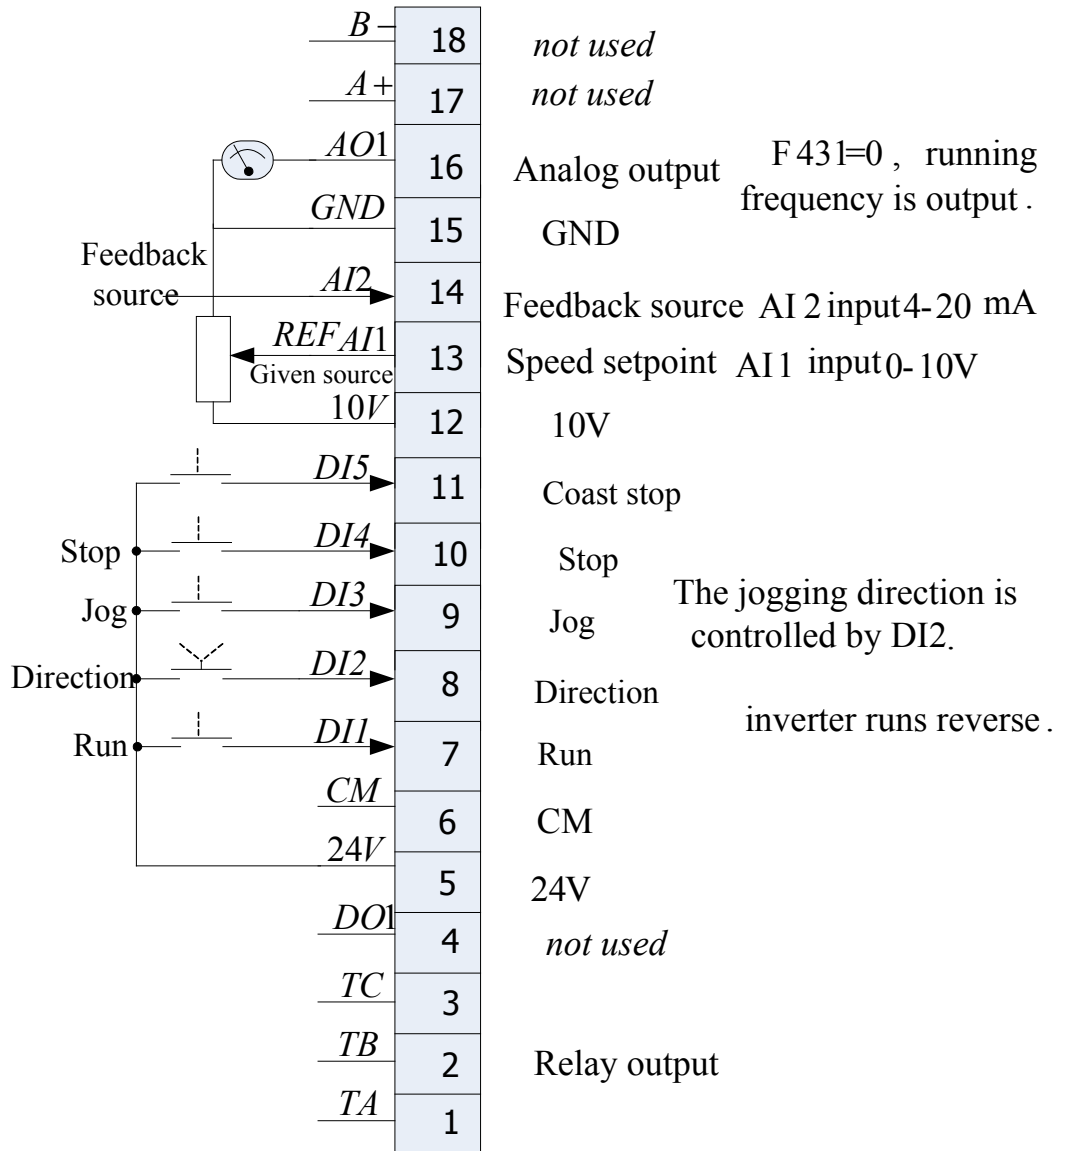 B – 18 not used
A + 17 not used
AO1 16 Analog output F431=0 , running
frequency is output .
GND 15 GND
Feedback
source AI2 14 Feedback source AI 2 input 4-20 mA
REF AI1 13 Speed setpoint AI 1 input 0-10V
Given source
10V 12 10V
DI5 11 Coast stop
Stop DI4 10 Stop
Jog DI3 9 Jog The jogging direction is
controlled by DI2.
Direction DI2 8 Direction
inverter runs reverse .
Run DI1 7 Run
CM 6 CM
24V 5 24V
DO1 4 not used
TC 3
TB 2 Relay output
TA 1